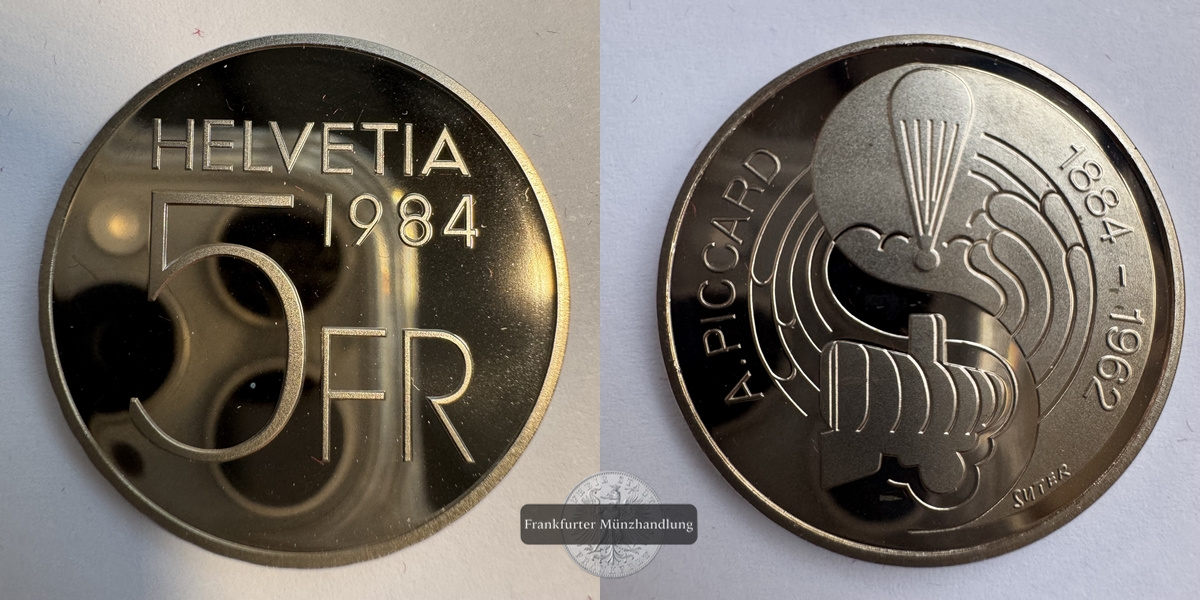 HELVETIA
1984
5 FR
A. PICCARD
1884 – 1962
SUTER
Frankfurter Münzhandlung